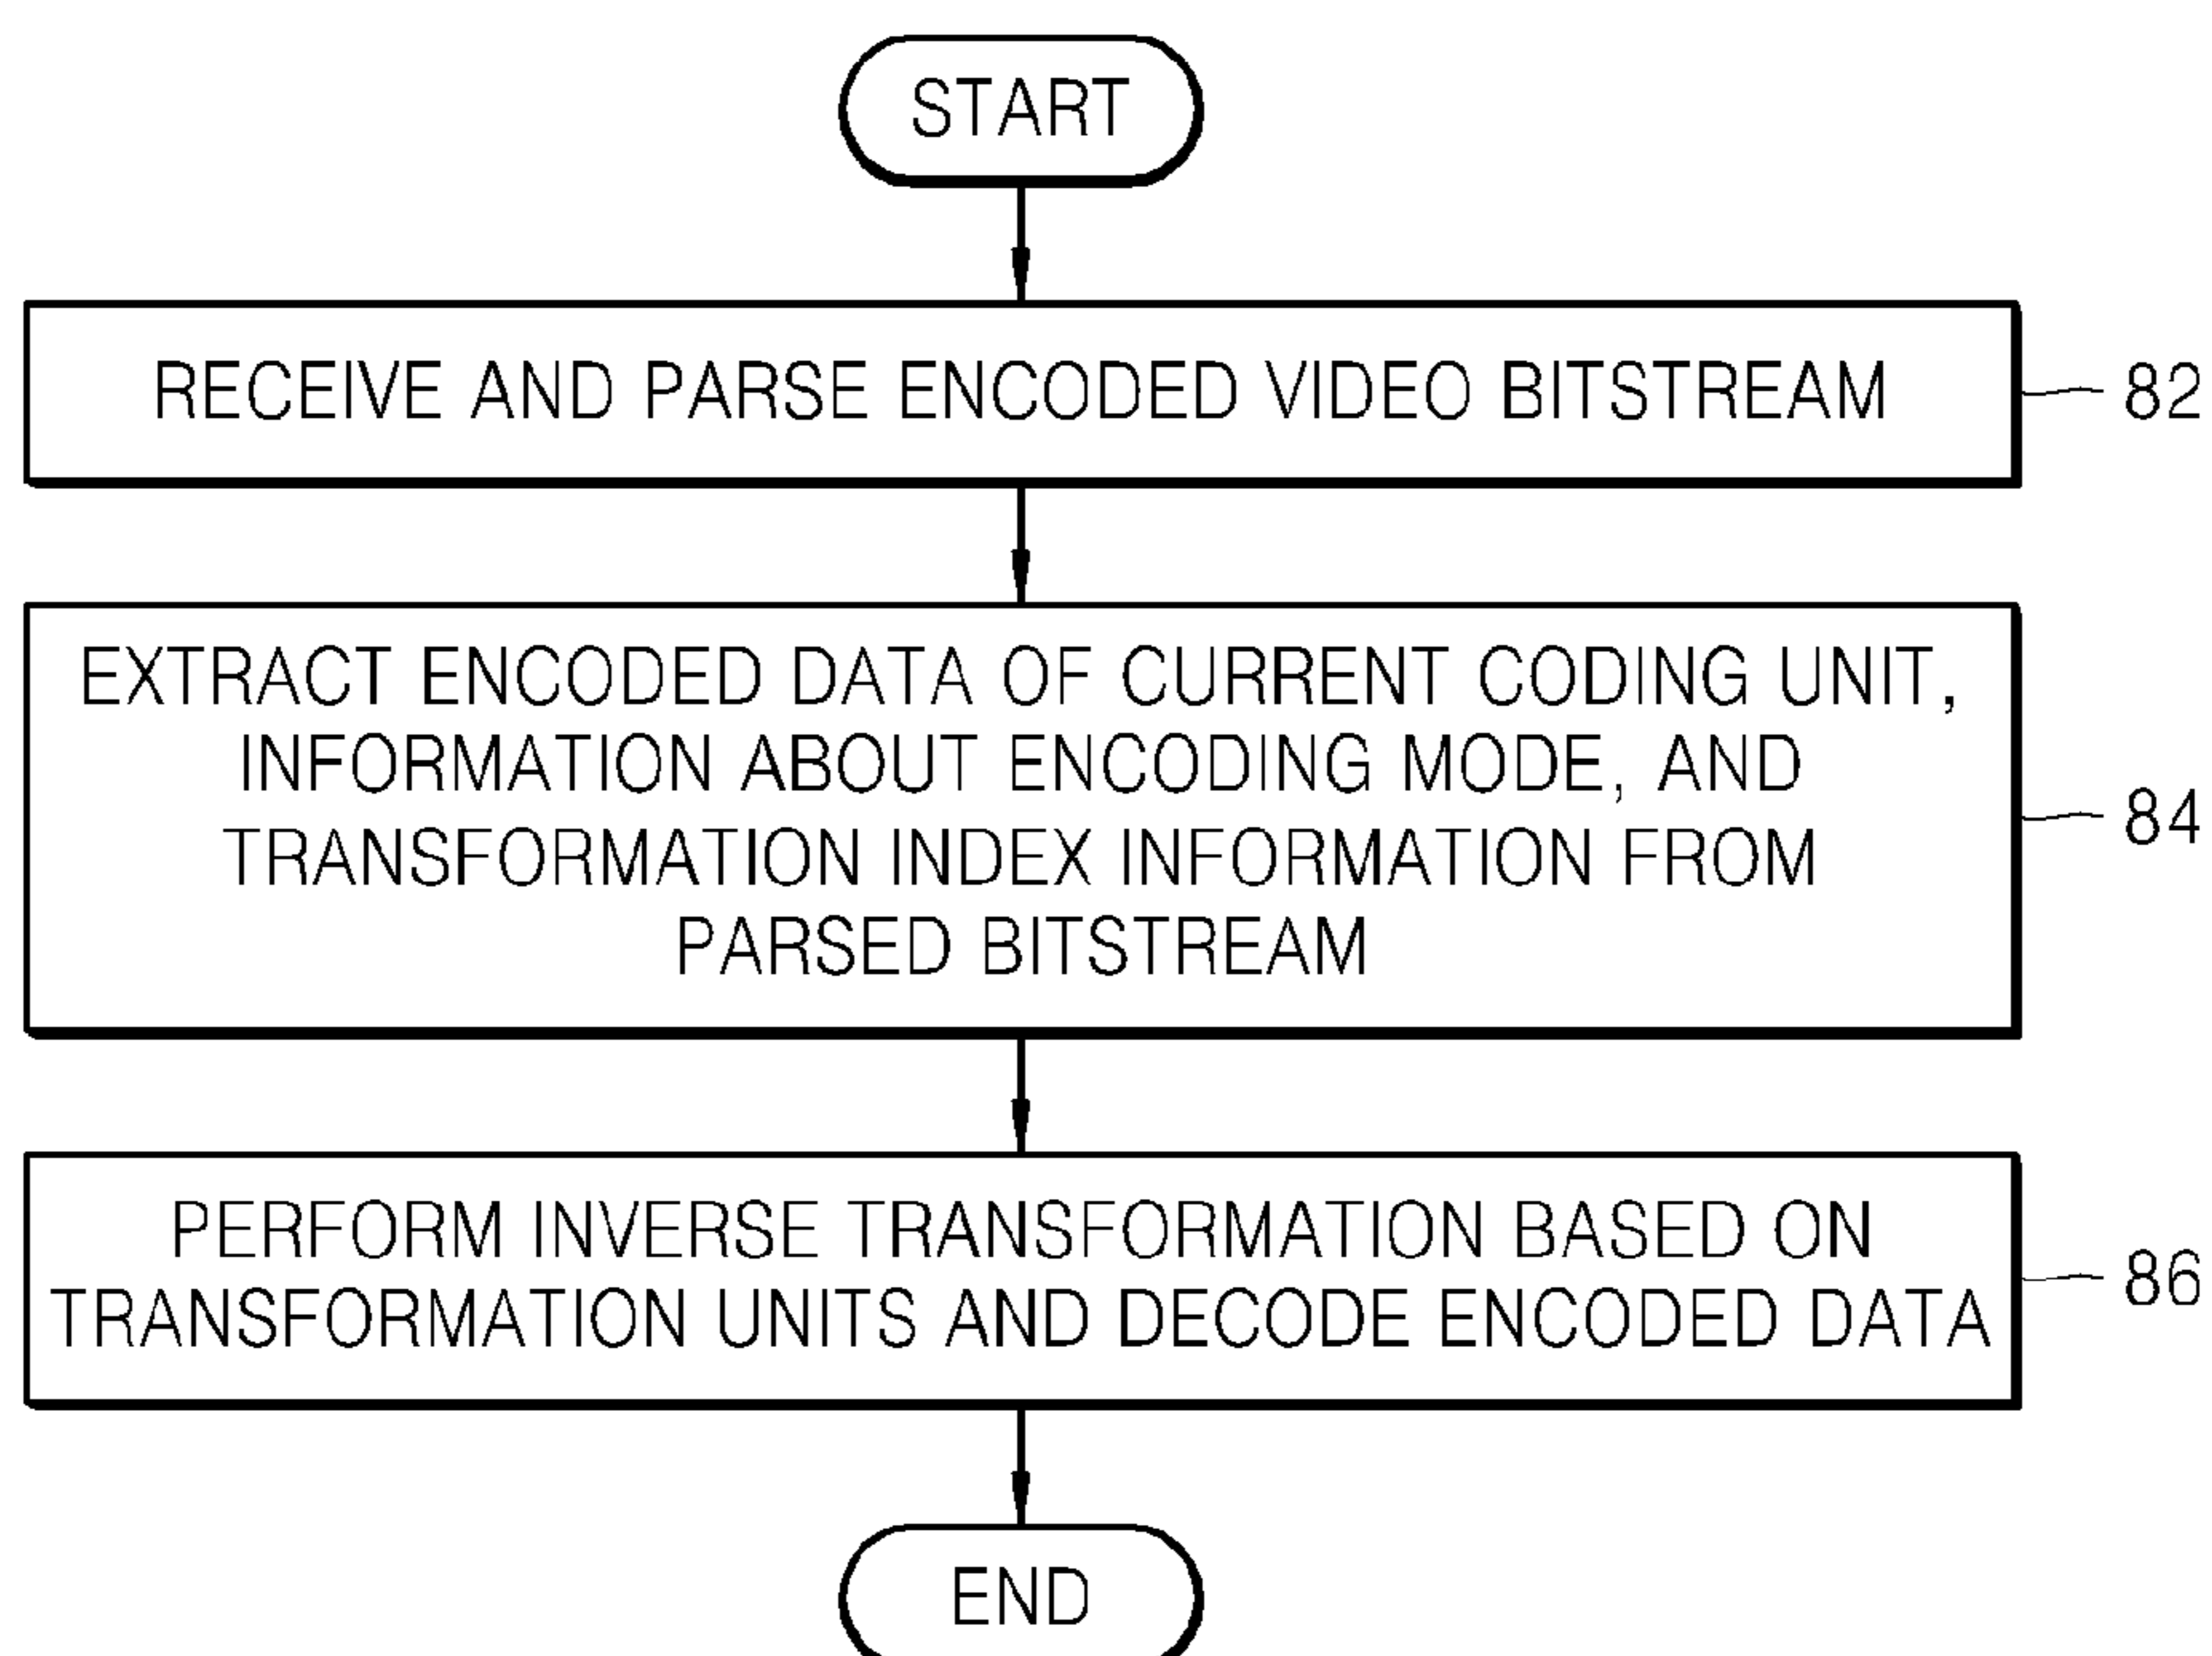 START
RECEIVE AND PARSE ENCODED VIDEO BITSTREAM
82
EXTRACT ENCODED DATA OF CURRENT CODING UNIT,
INFORMATION ABOUT ENCODING MODE, AND
TRANSFORMATION INDEX INFORMATION FROM
PARSED BITSTREAM
84
PERFORM INVERSE TRANSFORMATION BASED ON
TRANSFORMATION UNITS AND DECODE ENCODED DATA
86
END